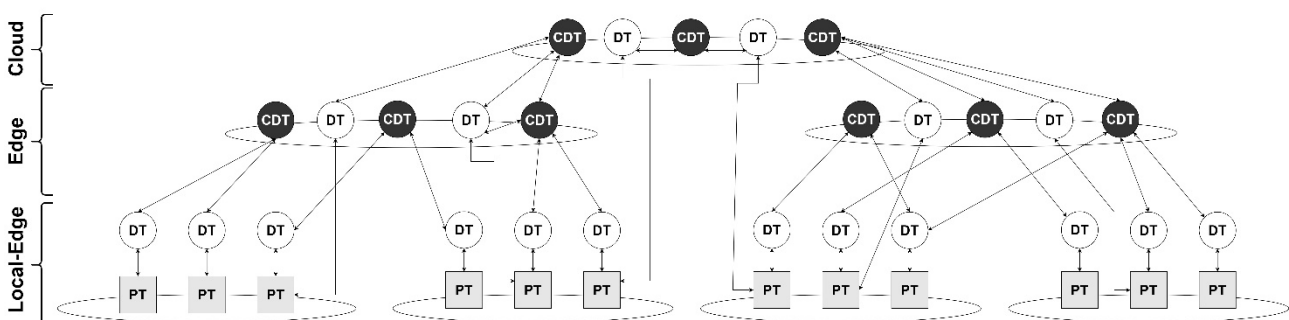 Cloud
CDT DT CDT DT CDT
Edge
CDT DT CDT DT CDT CDT DT CDT DT CDT
Local-Edge
DT DT DT DT DT DT DT DT DT DT DT DT
PT PT PT PT PT PT PT PT PT PT PT PT